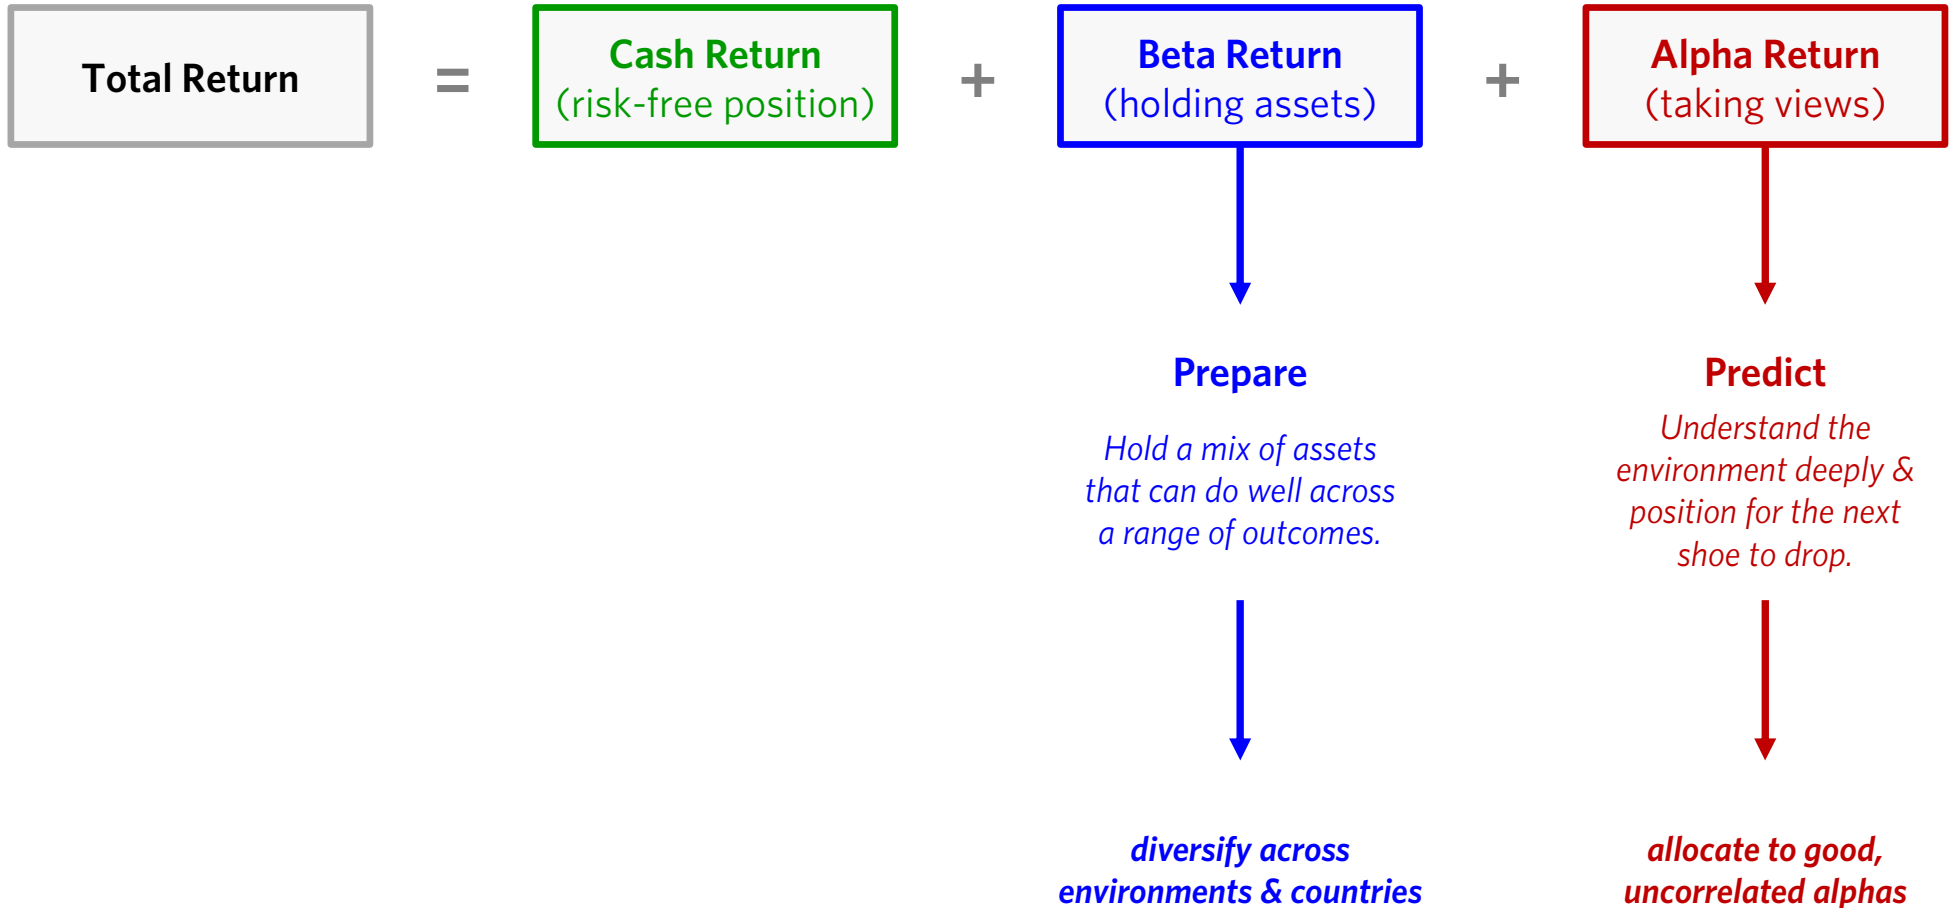 Total Return
=
Cash Return
(risk-free position)
+
Beta Return
(holding assets)
+
Alpha Return
(taking views)
Prepare
Hold a mix of assets
that can do well across
a range of outcomes.
diversify across
environments & countries
Predict
Understand the
environment deeply &
position for the next
shoe to drop.
allocate to good,
uncorrelated alphas